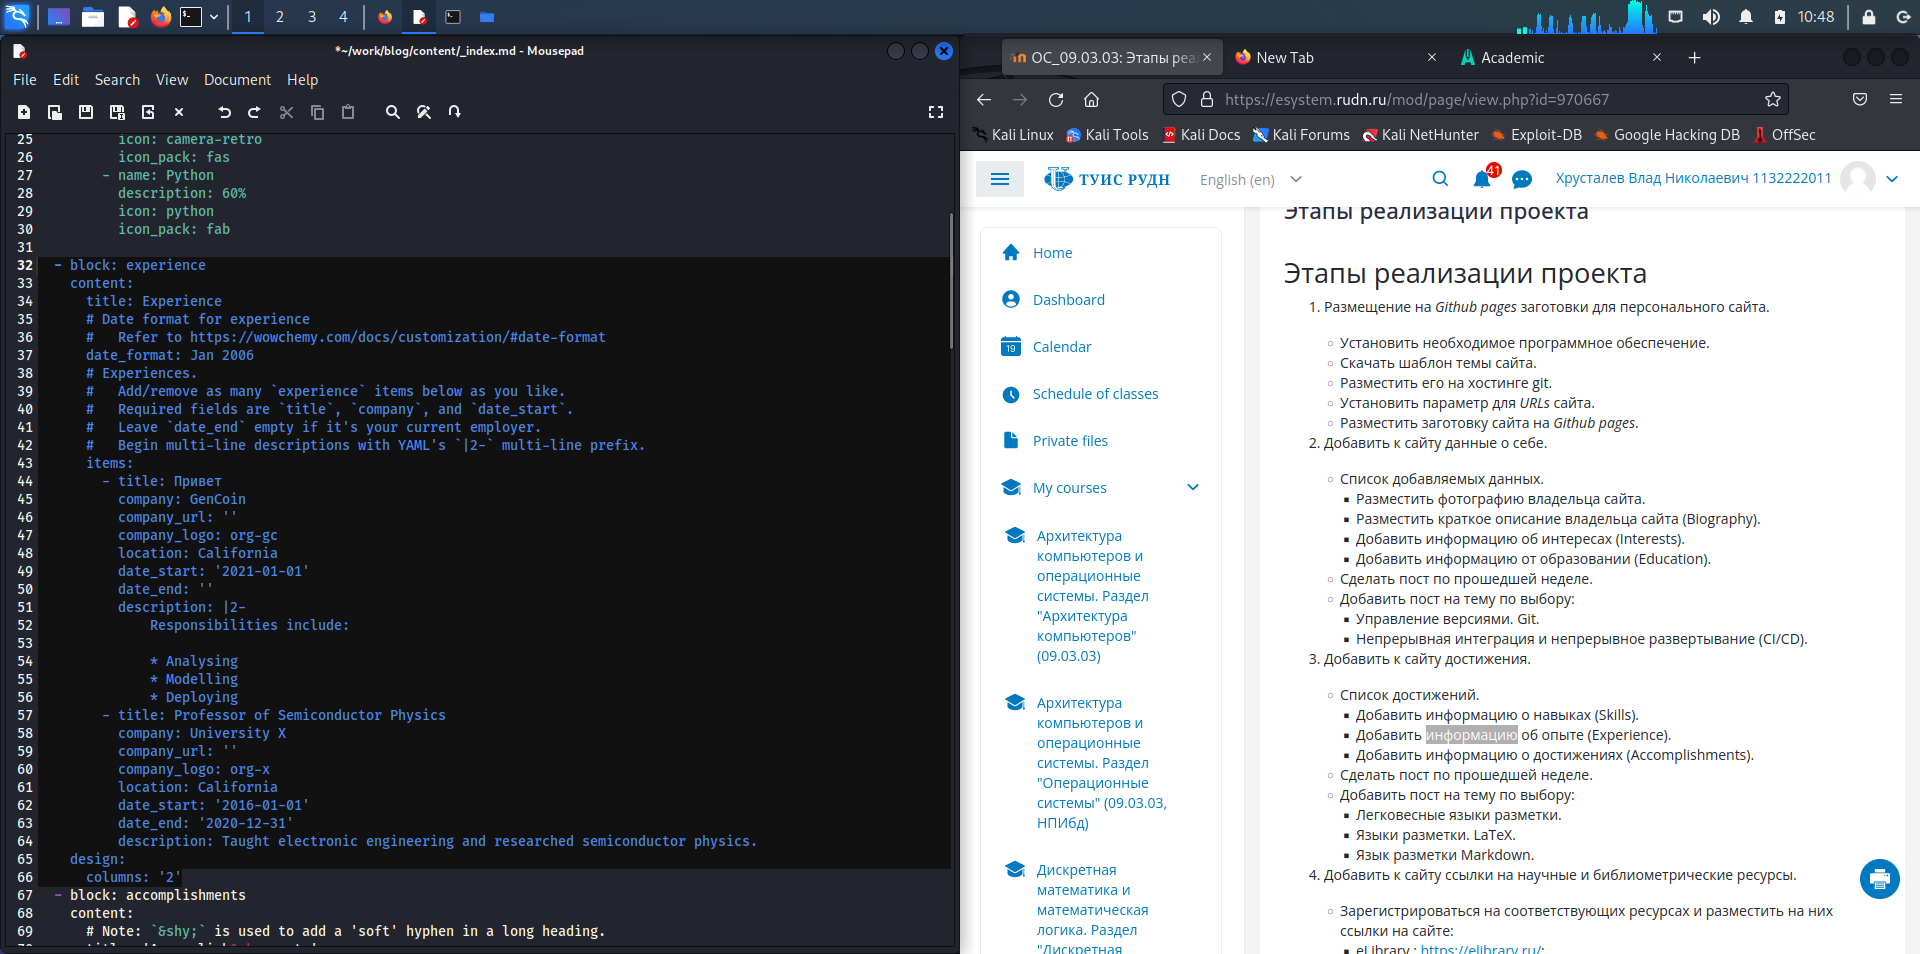 1
2
3
4
10:48
*~/work/blog/content/_index.md - Mousepad
File Edit Search View Document Help
25 icon: camera-retro
26 icon_pack: fas
27 - name: Python
28 description: 60%
29 icon: python
30 icon_pack: fab
31
32 - block: experience
33 content:
34 title: Experience
35 # Date format for experience
36 #   Refer to https://wowchemy.com/docs/customization/#date-format
37 date_format: Jan 2006
38 # Experiences.
39 #   Add/remove as many `experience` items below as you like.
40 #   Required fields are `title`, `company`, and `date_start`.
41 #   Leave `date_end` empty if it's your current employer.
42 #   Begin multi-line descriptions with YAML's `|2-` multi-line prefix.
43 items:
44 - title: Привет
45 company: GenCoin
46 company_url: ''
47 company_logo: org-gc
48 location: California
49 date_start: '2021-01-01'
50 date_end: ''
51 description: |2-
52 Responsibilities include:
53
54 * Analysing
55 * Modelling
56 * Deploying
57 - title: Professor of Semiconductor Physics
58 company: University X
59 company_url: ''
60 company_logo: org-x
61 location: California
62 date_start: '2016-01-01'
63 date_end: '2020-12-31'
64 description: Taught electronic engineering and researched semiconductor physics.
65 design:
66 columns: '2'
67 - block: accomplishments
68 content:
69 # Note: `&shy;` is used to add a 'soft' hyphen in a long heading.
ОС_09.03.03: Этапы реа
New Tab
Academic
https://esystem.rudn.ru/mod/page/view.php?id=970667
Kali Linux Kali Tools Kali Docs Kali Forums Kali NetHunter Exploit-DB Google Hacking DB OffSec
ТУИС РУДН
English (en)
41
Хрусталев Влад Николаевич 1132222011
Home
Dashboard
19
Calendar
Schedule of classes
Private files
My courses
Архитектура
компьютеров и
операционные
системы. Раздел
"Архитектура
компьютеров"
(09.03.03)
Архитектура
компьютеров и
операционные
системы. Раздел
"Операционные
системы" (09.03.03,
НПИбд)
Дискретная
математика и
математическая
логика. Раздел
"Дискретная
Этапы реализации проекта
Этапы реализации проекта
1. Размещение на Github pages заготовки для персонального сайта.
Установить необходимое программное обеспечение.
Скачать шаблон темы сайта.
Разместить его на хостинге git.
Установить параметр для URLs сайта.
Разместить заготовку сайта на Github pages.
2. Добавить к сайту данные о себе.
Список добавляемых данных.
Разместить фотографию владельца сайта.
Разместить краткое описание владельца сайта (Biography).
Добавить информацию об интересах (Interests).
Добавить информацию от образовании (Education).
Сделать пост по прошедшей неделе.
Добавить пост на тему по выбору:
Управление версиями. Git.
Непрерывная интеграция и непрерывное развертывание (CI/CD).
3. Добавить к сайту достижения.
Список достижений.
Добавить информацию о навыках (Skills).
Добавить информацию об опыте (Experience).
Добавить информацию о достижениях (Accomplishments).
Сделать пост по прошедшей неделе.
Добавить пост на тему по выбору:
Легковесные языки разметки.
Языки разметки. LaTeX.
Язык разметки Markdown.
4. Добавить к сайту ссылки на научные и библиометрические ресурсы.
Зарегистрироваться на соответствующих ресурсах и разместить на них
ссылки на сайте:
eLibrary : https://elibrary.ru/;